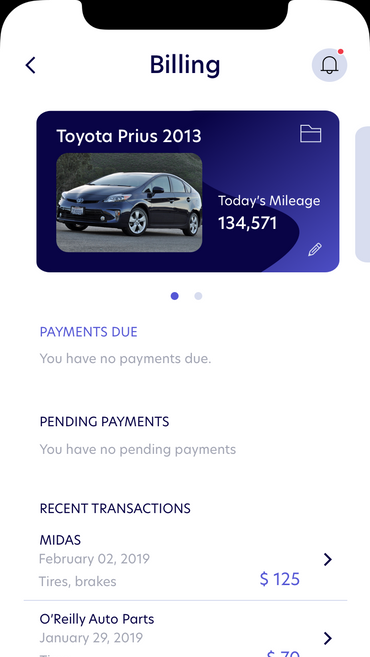 Billing
Toyota Prius 2013
Today's Mileage
134,571
PAYMENTS DUE
You have no payments due.
PENDING PAYMENTS
You have no pending payments
RECENT TRANSACTIONS
MIDAS
February 02, 2019
Tires, brakes
$ 125
O'Reilly Auto Parts
January 29, 2019
$ 70